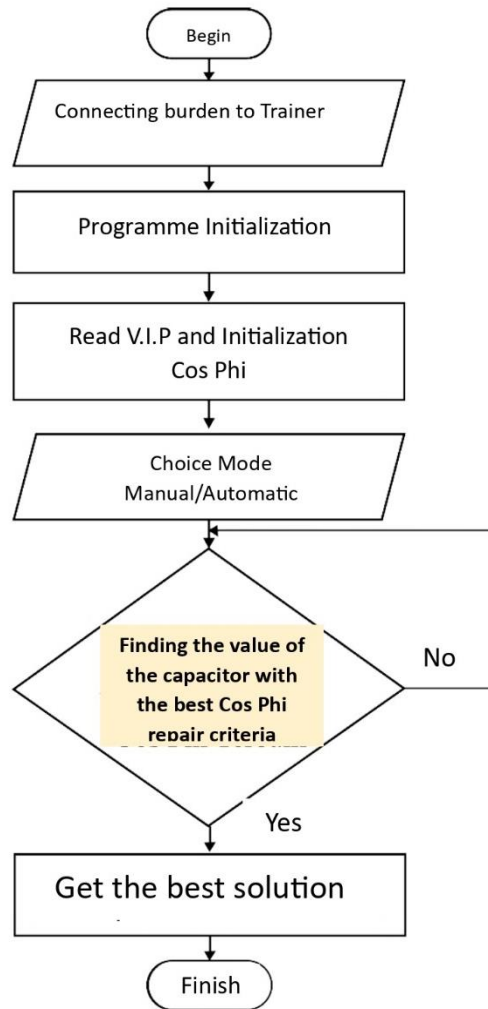 Begin
Connecting burden to Trainer
Programme Initialization
Read V.I.P and Initialization
Cos Phi
Choice Mode
Manual/Automatic
Finding the value of
the capacitor with
the best Cos Phi
repair criteria
No
Yes
Get the best solution
Finish